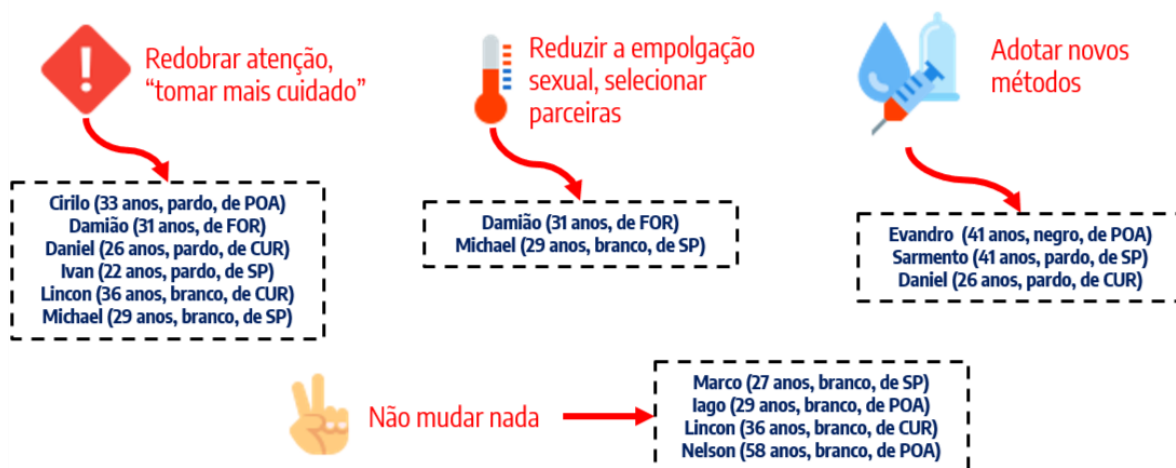 Redobrar atenção,
“tomar mais cuidado”
Cirilo (33 anos, pardo, de POA)
Damião (31 anos, de FOR)
Daniel (26 anos, pardo, de CUR)
Ivan (22 anos, pardo, de SP)
Lincon (36 anos, branco, de CUR)
Michael (29 anos, branco, de SP)
Reduzir a empolgação
sexual, selecionar
parceiras
Damião (31 anos, de FOR)
Michael (29 anos, branco, de SP)
Adotar novos
métodos
Evandro (41 anos, negro, de POA)
Sarmento (41 anos, pardo, de SP)
Daniel (26 anos, pardo, de CUR)
Não mudar nada
Marco (27 anos, branco, de SP)
Iago (29 anos, branco, de POA)
Lincon (36 anos, branco, de CUR)
Nelson (58 anos, branco, de POA)